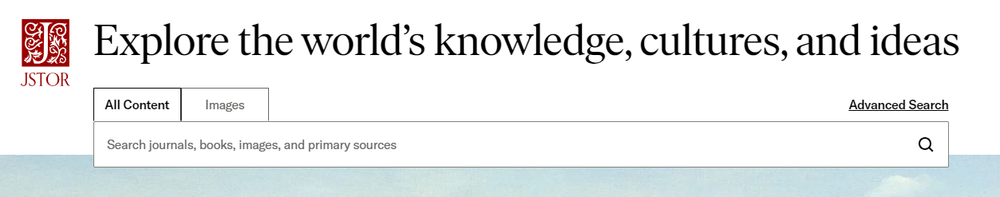 Explore the world’s knowledge, cultures, and ideas
JSTOR
All Content
Images
Advanced Search
Search journals, books, images, and primary sources